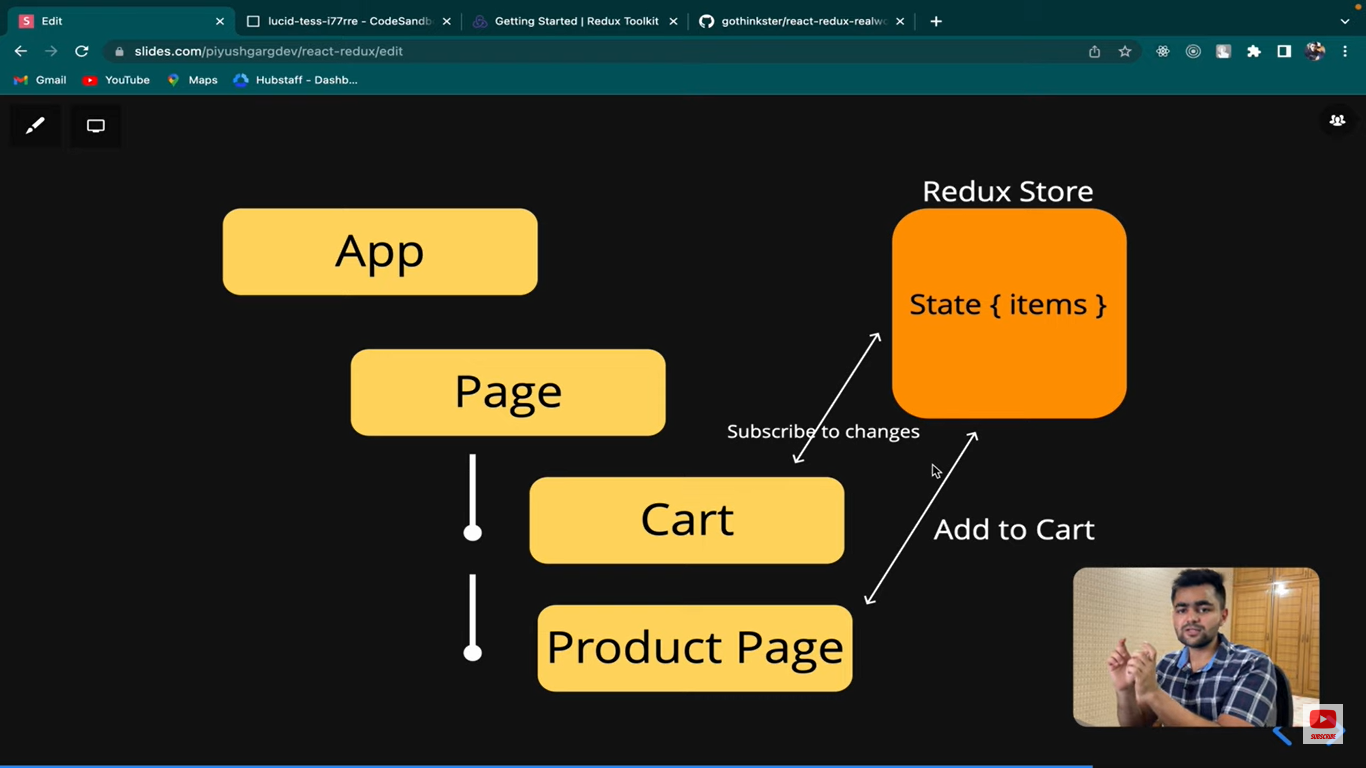 Edit
lucid-tess-i77rre - CodeSandb
Getting Started | Redux Toolkit
gothinkster/react-redux-realw
slides.com/piyushgargdev/react-redux/edit
Gmail
YouTube
Maps
Hubstaff - Dashb...
Redux Store
App
State { items }
Page
Subscribe to changes
Cart
Add to Cart
Product Page
SUBSCRIBE